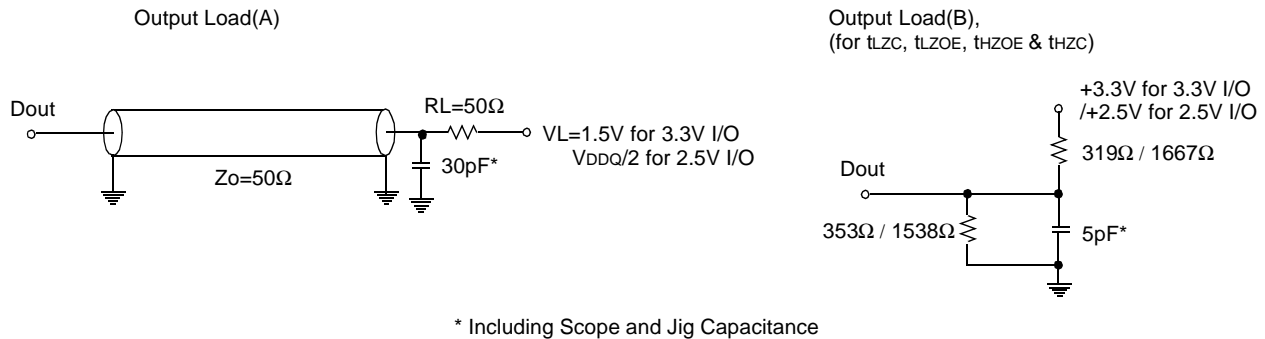 Output Load(A)
Dout
Zo=50Ω
RL=50Ω
30pF*
VL=1.5V for 3.3V I/O
VDDQ/2 for 2.5V I/O
Output Load(B),
(for tLZC, tLZOE, tHZOE & tHZC)
+3.3V for 3.3V I/O
/+2.5V for 2.5V I/O
319Ω / 1667Ω
Dout
353Ω / 1538Ω
5pF*
* Including Scope and Jig Capacitance